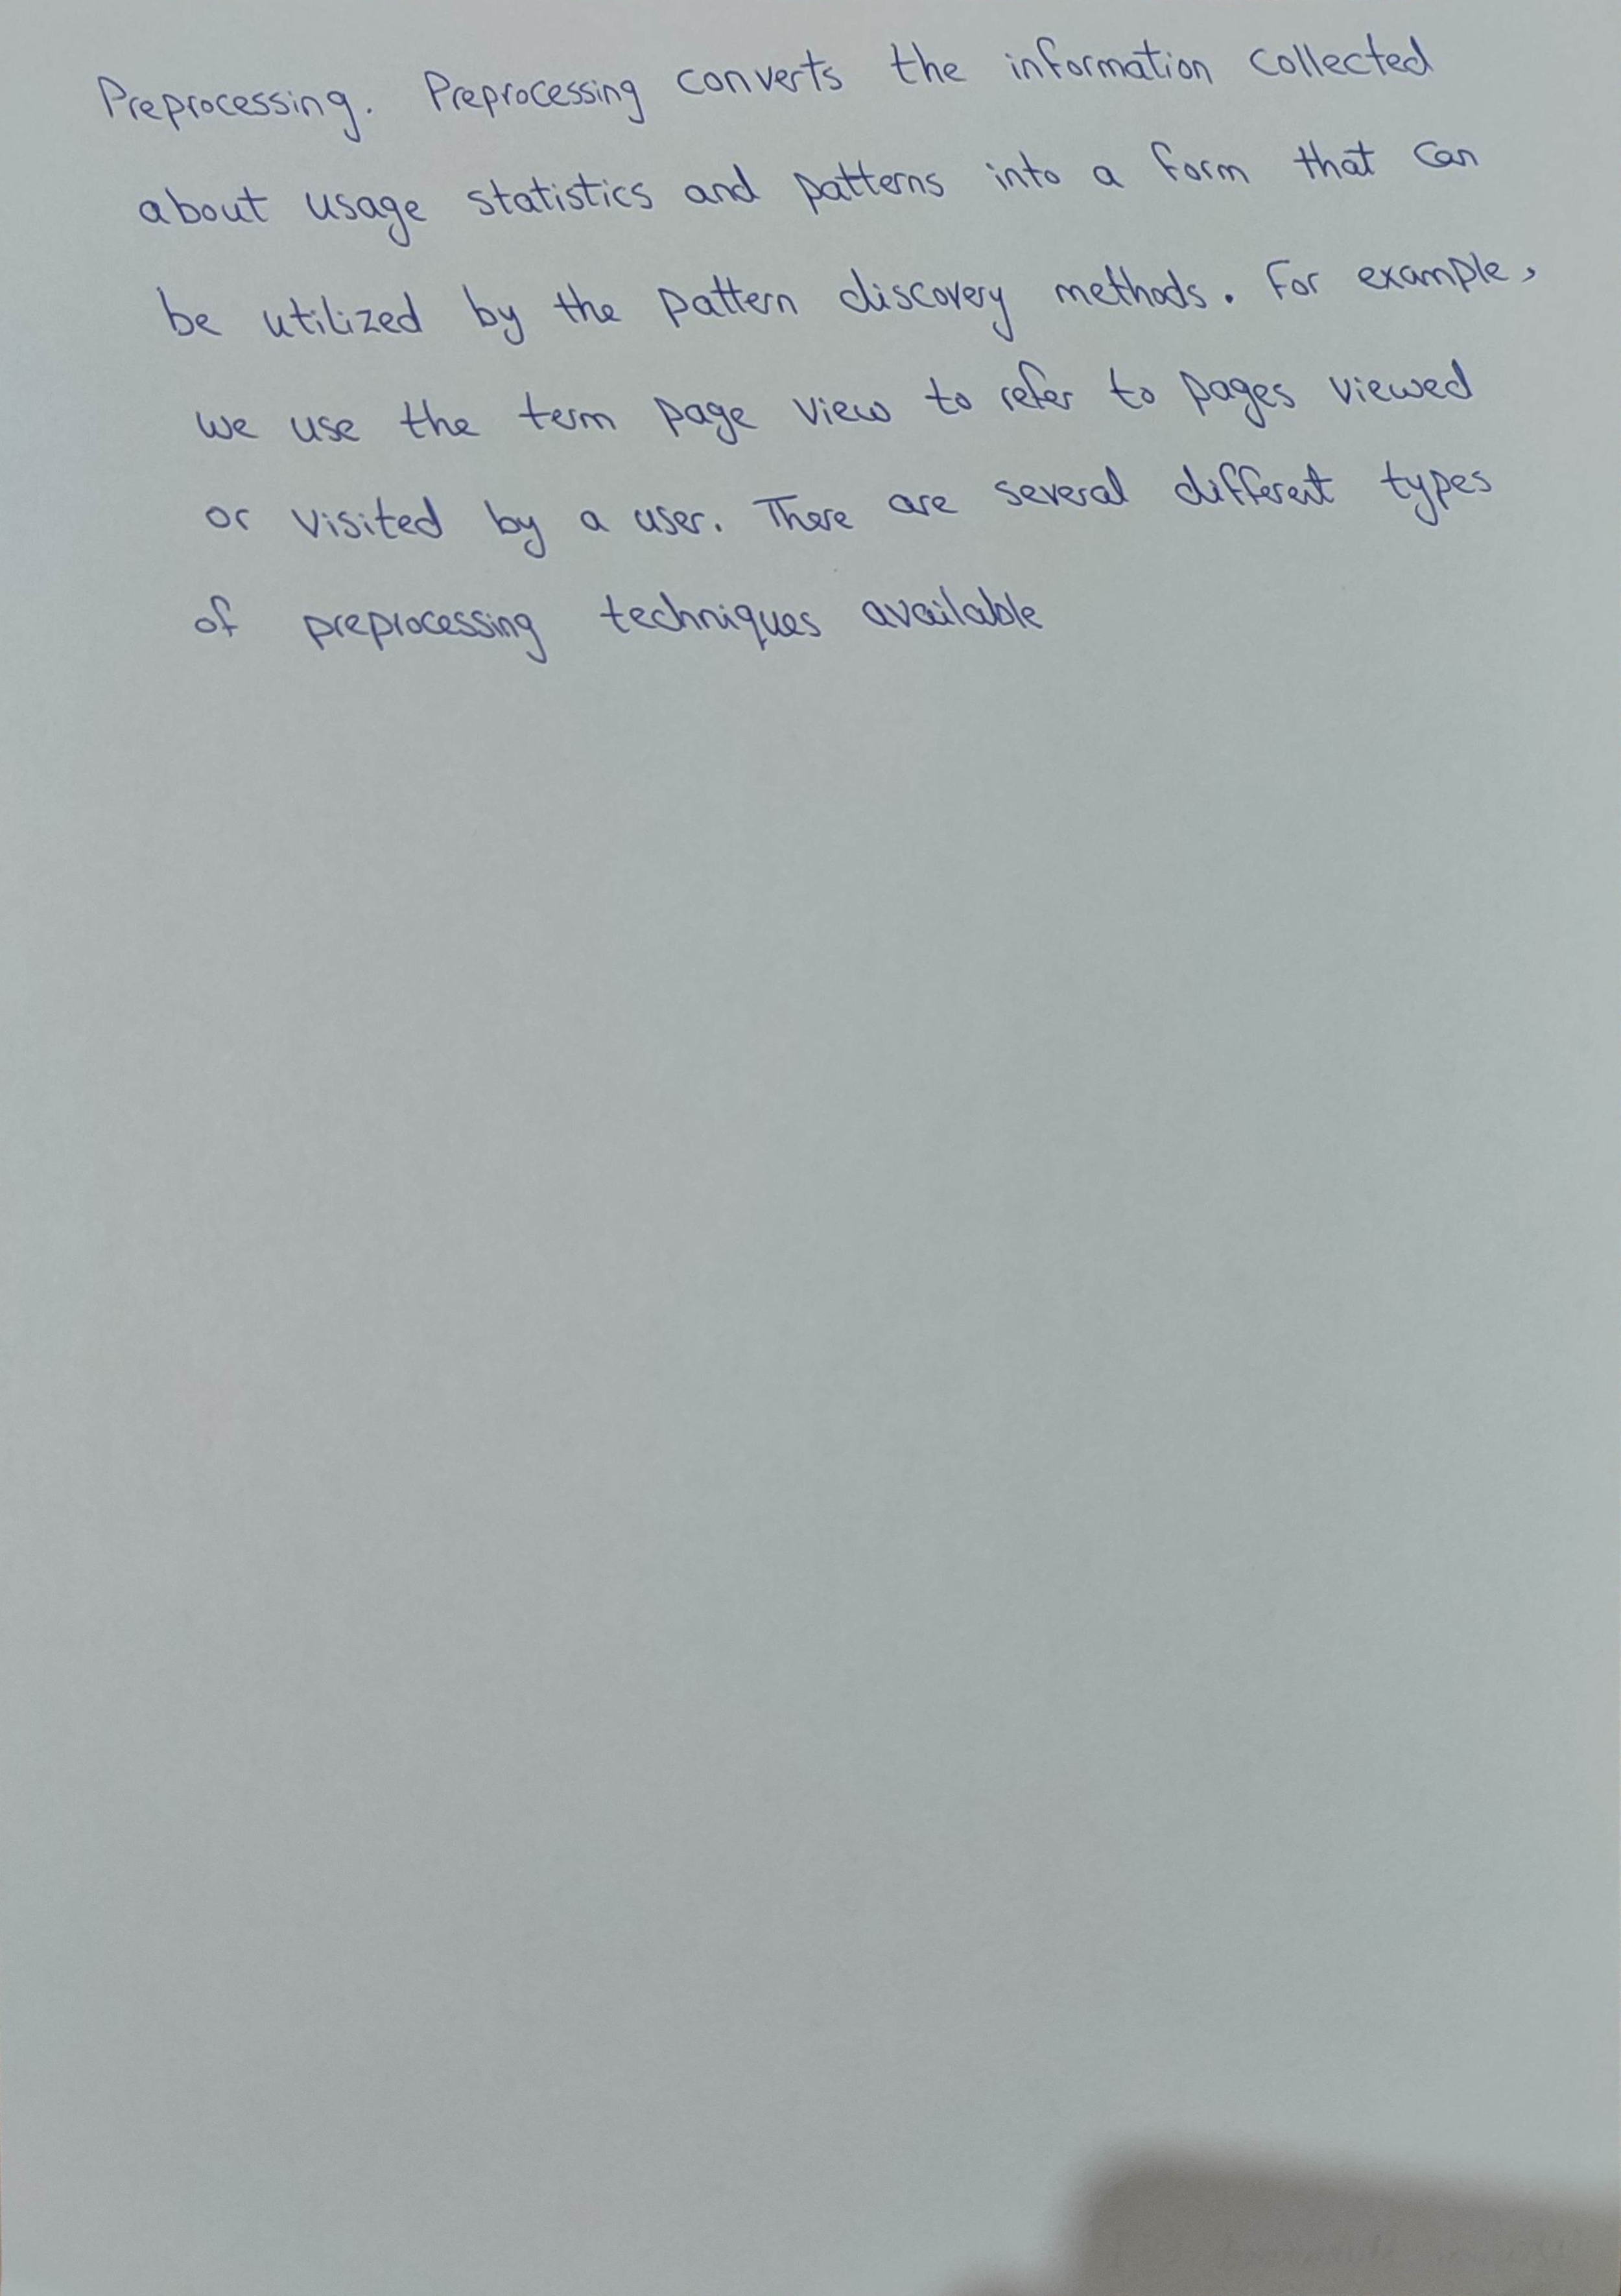 Preprocessing. Preprocessing converts the information collected
about usage statistics and patterns into a form that can
be utilized by the pattern discovery methods. For example,
we use the term page view to refer to pages viewed
or visited by a user. There are several different types
of preprocessing techniques available